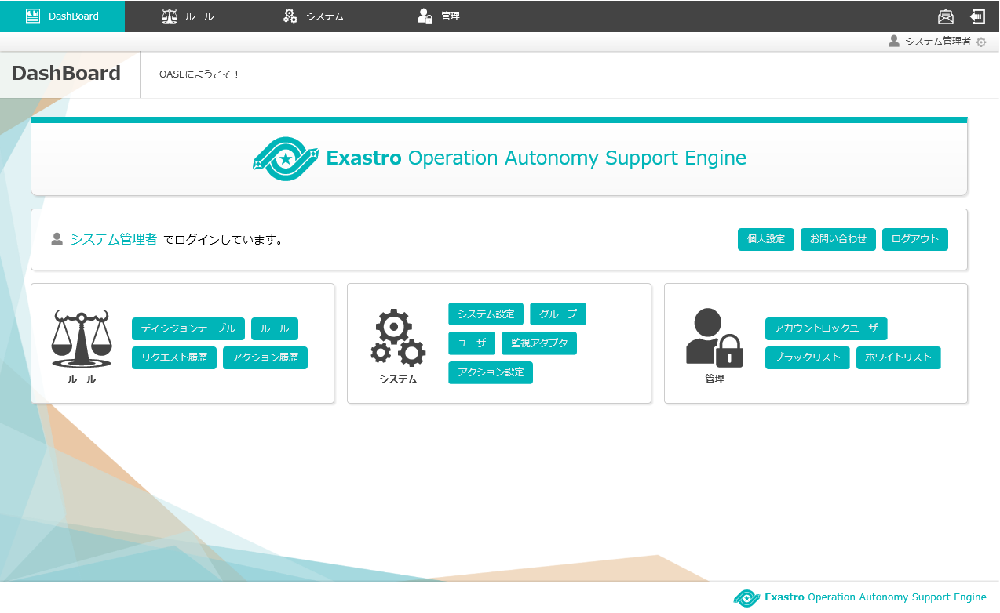 DashBoard ルール システム 管理
システム管理者
DashBoard OASEにようこそ！
Exastro Operation Autonomy Support Engine
システム管理者 でログインしています。 個人設定 お問い合わせ ログアウト
ルール
ディシジョンテーブル ルール
リクエスト履歴 アクション履歴
システム
システム設定 グループ
ユーザ 監視アダプタ
アクション設定
管理
アカウントロックユーザ
ブラックリスト ホワイトリスト
Exastro Operation Autonomy Support Engine